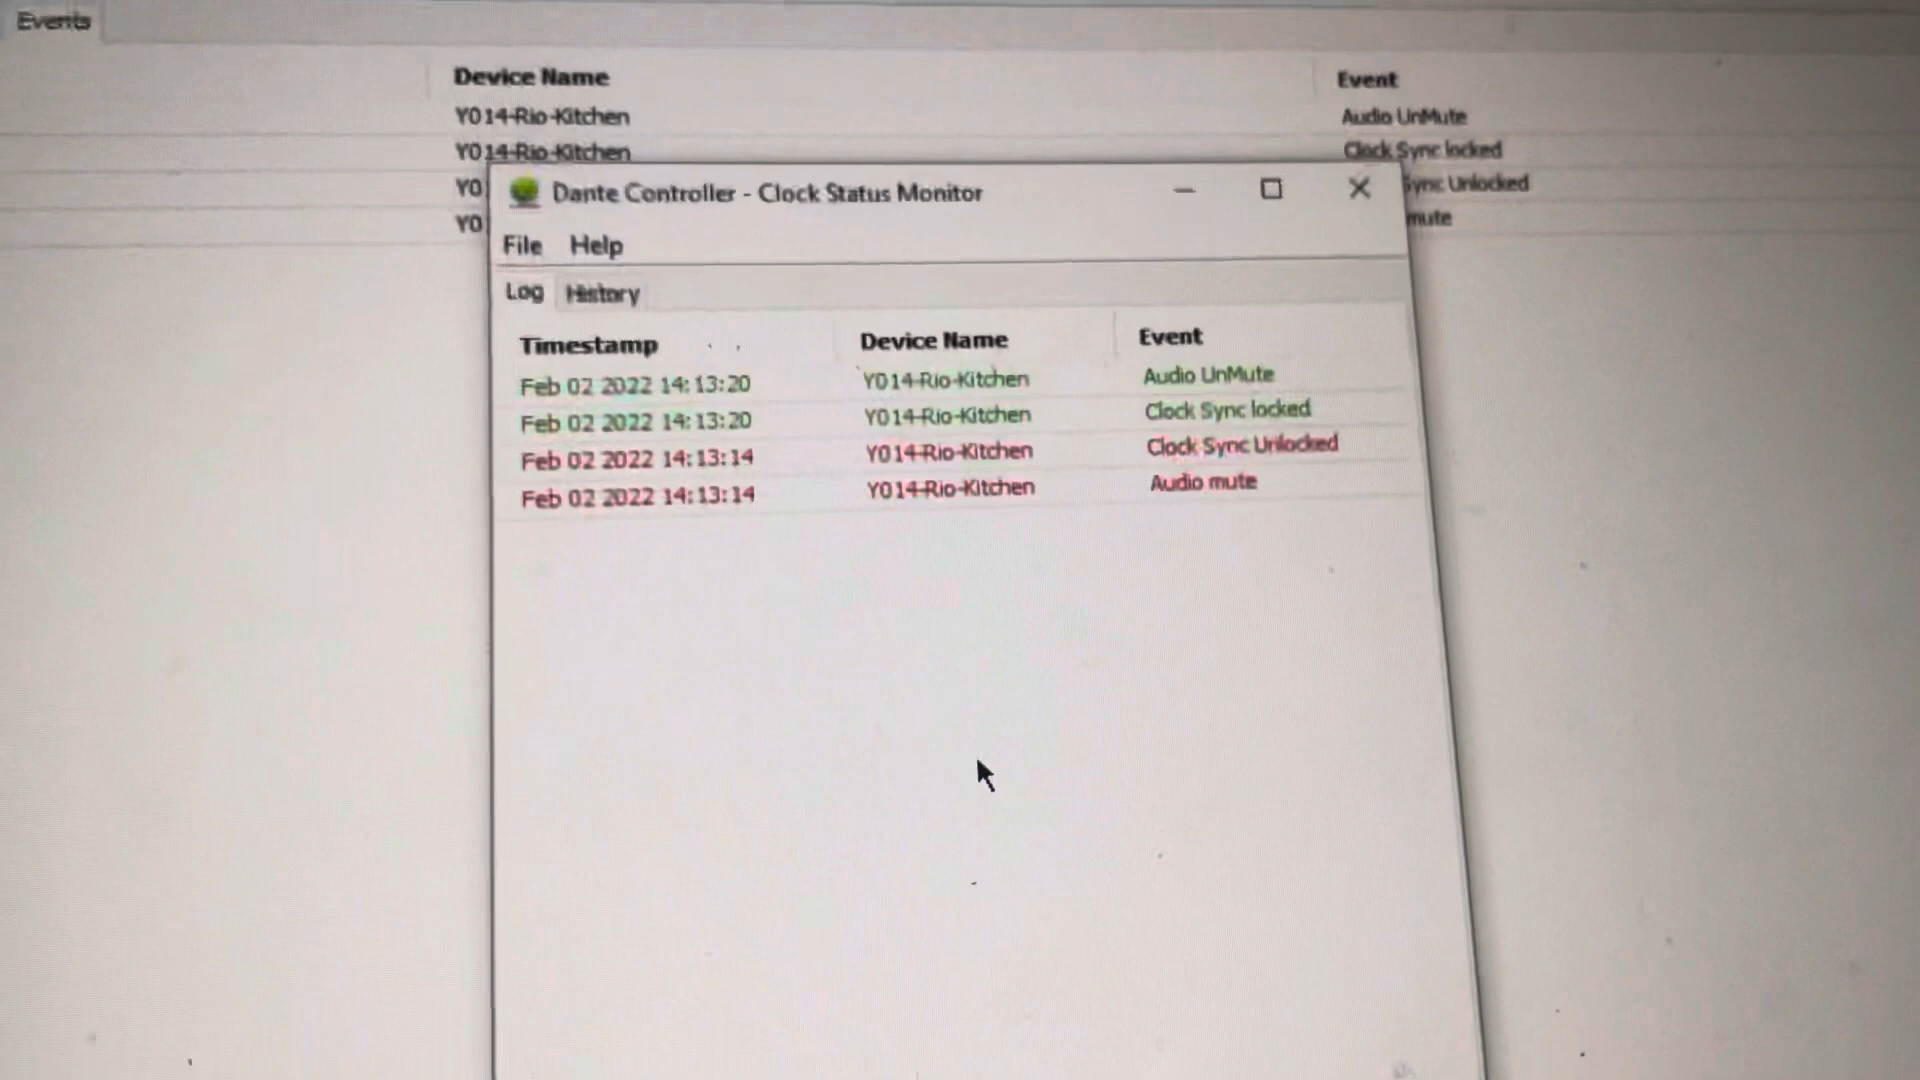 Events
Device Name Event
Y014-Rio-Kitchen Audio UnMute
Y014-Rio-Kitchen Clock Sync locked
Y0 Sync Unlocked
Y0 mute
Dante Controller - Clock Status Monitor
File Help
Log History
Timestamp Device Name Event
Feb 02 2022 14:13:20 Y014-Rio-Kitchen Audio UnMute
Feb 02 2022 14:13:20 Y014-Rio-Kitchen Clock Sync locked
Feb 02 2022 14:13:14 Y014-Rio-Kitchen Clock Sync Unlocked
Feb 02 2022 14:13:14 Y014-Rio-Kitchen Audio mute